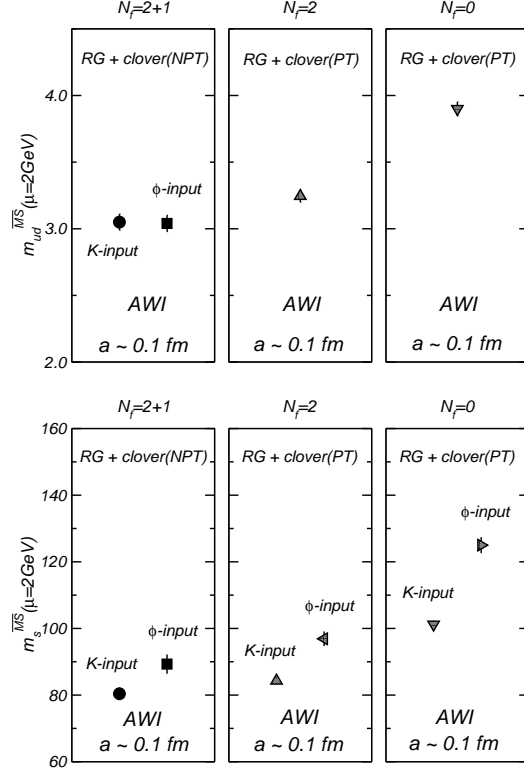 N_f=2+1 N_f=2 N_f=0
RG + clover(NPT) RG + clover(PT) RG + clover(PT)
4.0
ϕ-input
3.0
K-input
AWI AWI AWI
a ~ 0.1 fm a ~ 0.1 fm a ~ 0.1 fm
2.0
m_{ud}^{\overline{MS}}(μ=2GeV)
N_f=2+1 N_f=2 N_f=0
160
RG + clover(NPT) RG + clover(PT) RG + clover(PT)
140
ϕ-input
120
K-input
ϕ-input
ϕ-input
100
K-input
K-input
80
AWI AWI AWI
a ~ 0.1 fm a ~ 0.1 fm a ~ 0.1 fm
60
m_s^{\overline{MS}}(μ=2GeV)